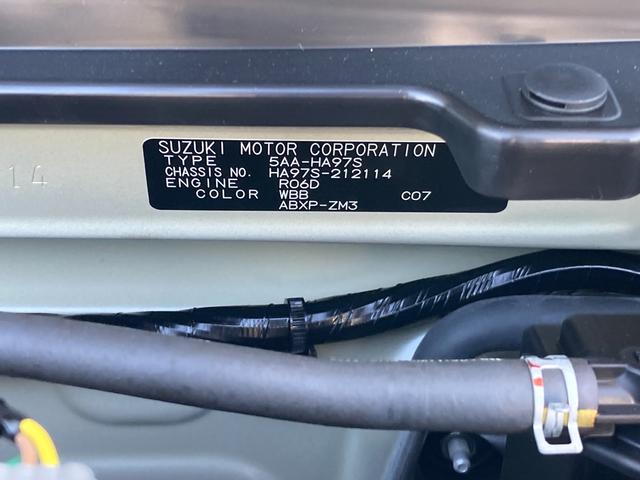 SUZUKI MOTOR CORPORATION
TYPE 5AA-HA97S
CHASSIS NO. HA97S-212114
ENGINE R06D
COLOR WBB C07
ABXP-ZM3
14